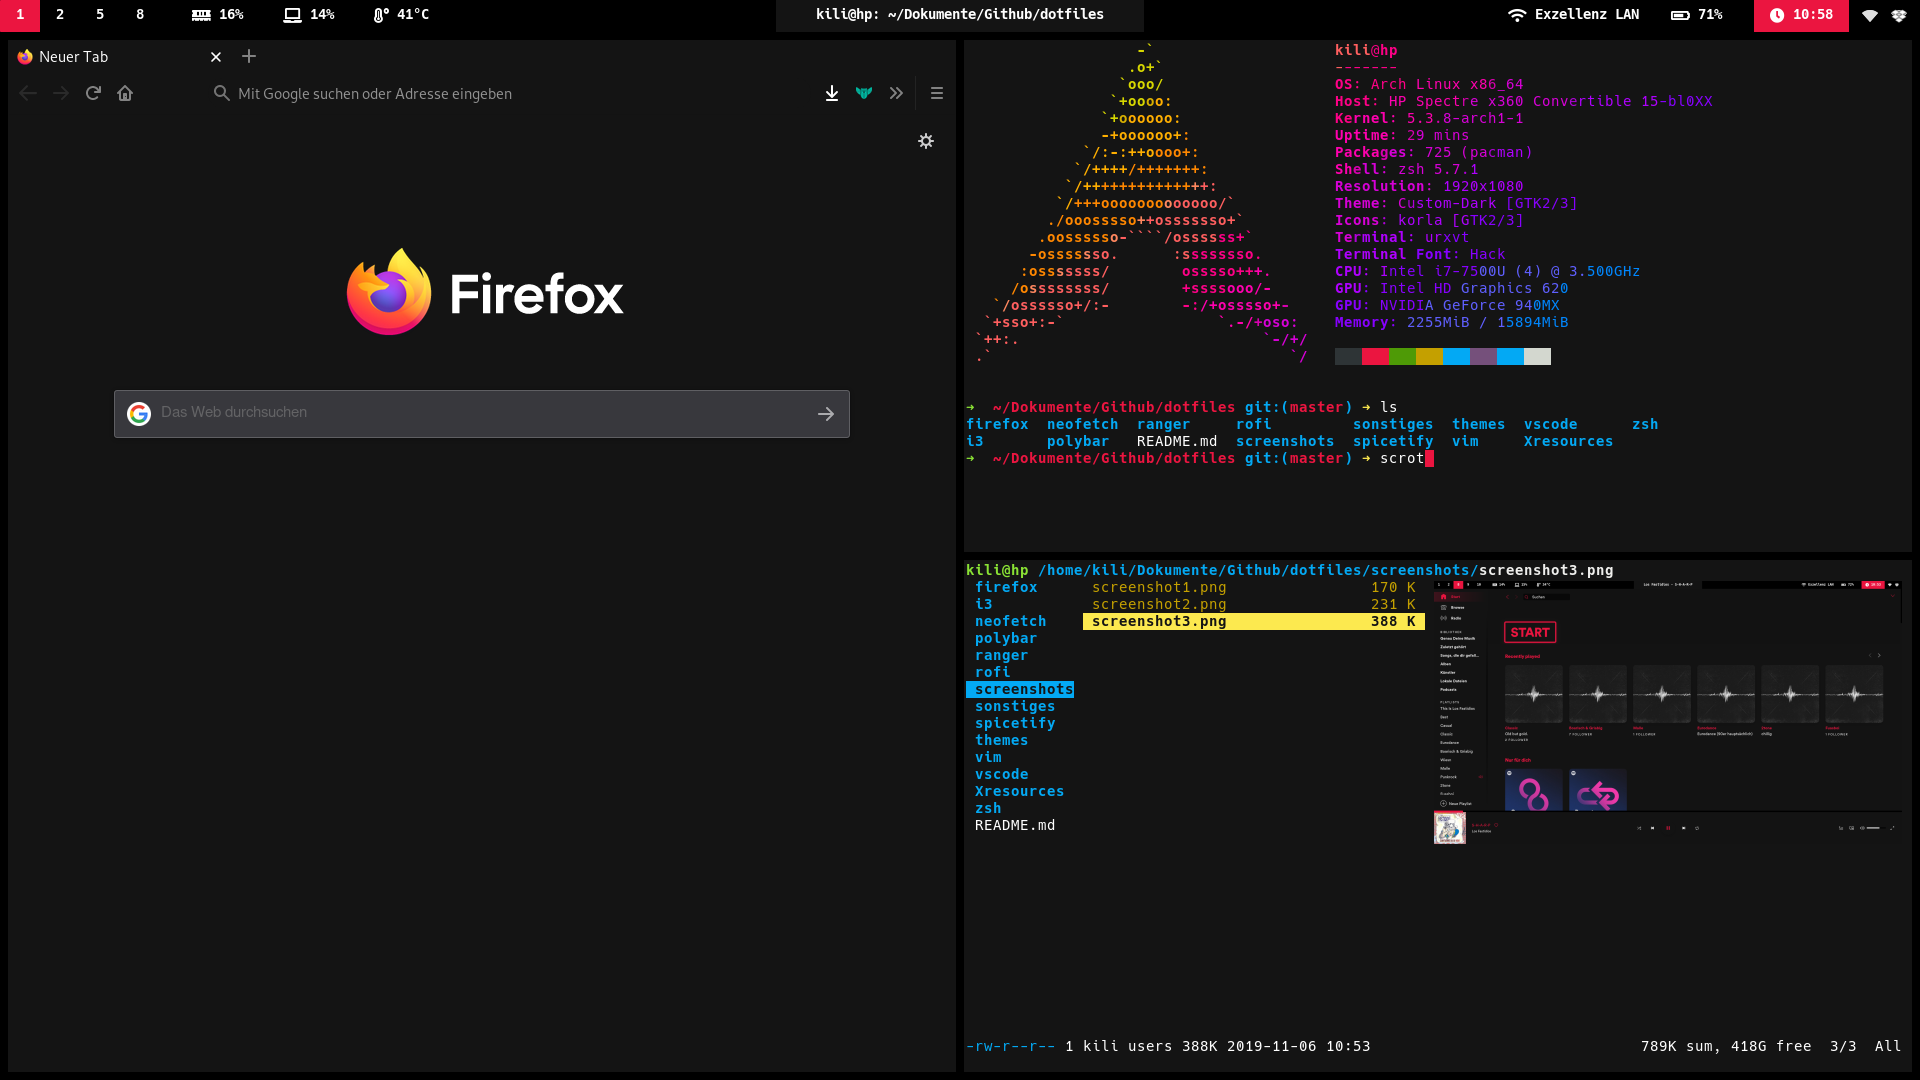 1 2 5 8 16% 14% 41°C kili@hp: ~/Dokumente/Github/dotfiles Exzellenz LAN 71% 10:58
Neuer Tab
Mit Google suchen oder Adresse eingeben
Firefox
Das Web durchsuchen
-`
.o+`
`ooo/
`+oooo:
`+oooooo:
-+oooooo+:
`/:-:++oooo+:
`/++++/+++++++:
`/++++++++++++++:
`/+++ooooooooooooo/`
./ooosssso++osssssso+`
.oossssso-````/ossssss+`
-osssssso. :ssssssso.
:osssssss/ osssso+++.
/ossssssss/ +ssssooo/-
`/ossssso+/:- -:/+osssso+-
`+sso+:-` `.-/+oso:
`++:. `-/+/
.` `/
kili@hp
-------
OS: Arch Linux x86_64
Host: HP Spectre x360 Convertible 15-bl0XX
Kernel: 5.3.8-arch1-1
Uptime: 29 mins
Packages: 725 (pacman)
Shell: zsh 5.7.1
Resolution: 1920x1080
Theme: Custom-Dark [GTK2/3]
Icons: korla [GTK2/3]
Terminal: urxvt
Terminal Font: Hack
CPU: Intel i7-7500U (4) @ 3.500GHz
GPU: Intel HD Graphics 620
GPU: NVIDIA GeForce 940MX
Memory: 2255MiB / 15894MiB
➜ ~/Dokumente/Github/dotfiles git:(master) ➜ ls
firefox neofetch ranger rofi sonstiges themes vscode zsh
i3 polybar README.md screenshots spicetify vim Xresources
➜ ~/Dokumente/Github/dotfiles git:(master) ➜ scrot
kili@hp /home/kili/Dokumente/Github/dotfiles/screenshots/screenshot3.png
firefox
i3
neofetch
polybar
ranger
rofi
screenshots
sonstiges
spicetify
themes
vim
vscode
Xresources
zsh
README.md
screenshot1.png 170 K
screenshot2.png 231 K
screenshot3.png 388 K
START
Recently played
-rw-r--r-- 1 kili users 388K 2019-11-06 10:53 789K sum, 418G free 3/3 All